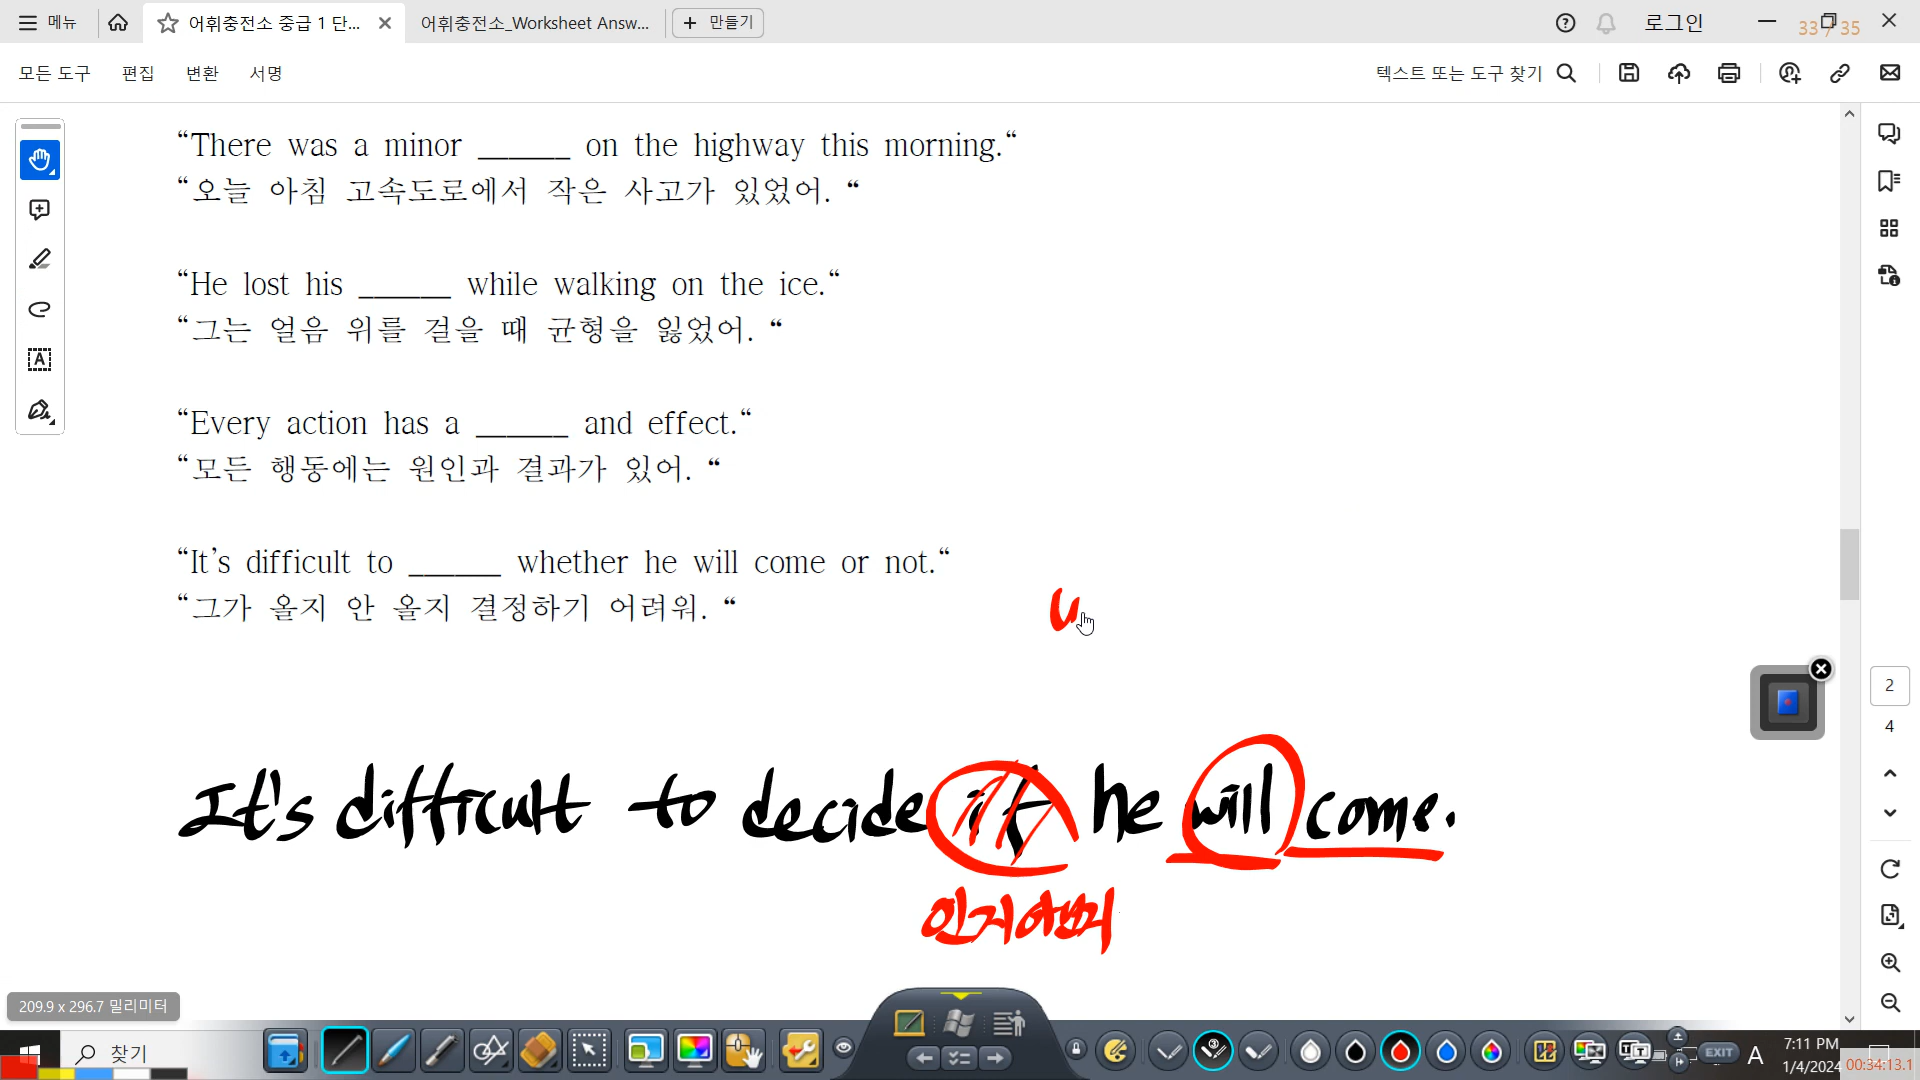 메뉴 어휘충전소 중급 1 단... 어휘충전소_Worksheet Answ... + 만들기 로그인 33 / 35
모든 도구 편집 변환 서명 텍스트 또는 도구 찾기
“There was a minor ______ on the highway this morning.“
“오늘 아침 고속도로에서 작은 사고가 있었어. “
“He lost his ______ while walking on the ice.“
“그는 얼음 위를 걸을 때 균형을 잃었어. “
“Every action has a ______ and effect.“
“모든 행동에는 원인과 결과가 있어. “
“It’s difficult to ______ whether he will come or not.“
“그가 올지 안 올지 결정하기 어려워. “
2
4
It's difficult to decide if he will come.
인지 아닌지
209.9 x 296.7 밀리미터
찾기 EXIT A 7:11 PM
1/4/2024 00:34:13.1